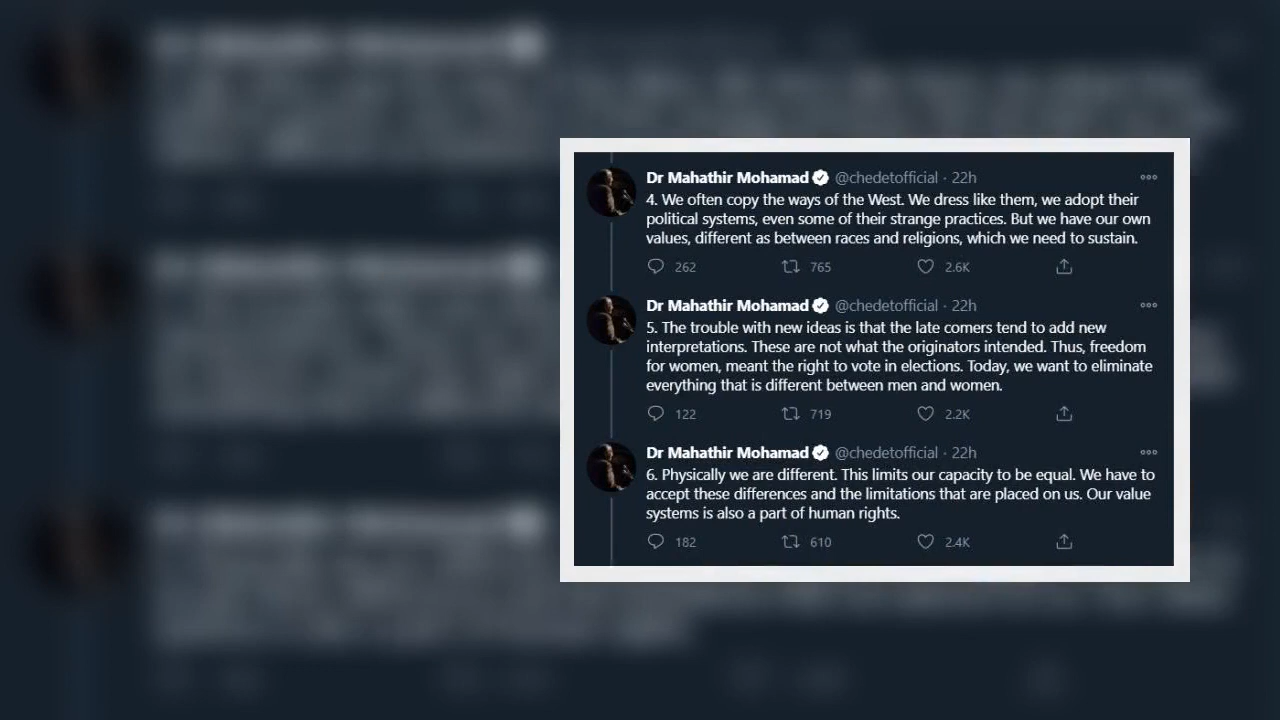 Dr Mahathir Mohamad @chedetofficial · 22h
4. We often copy the ways of the West. We dress like them, we adopt their
political systems, even some of their strange practices. But we have our own
values, different as between races and religions, which we need to sustain.
262 765 2.6K
Dr Mahathir Mohamad @chedetofficial · 22h
5. The trouble with new ideas is that the late comers tend to add new
interpretations. These are not what the originators intended. Thus, freedom
for women, meant the right to vote in elections. Today, we want to eliminate
everything that is different between men and women.
122 719 2.2K
Dr Mahathir Mohamad @chedetofficial · 22h
6. Physically we are different. This limits our capacity to be equal. We have to
accept these differences and the limitations that are placed on us. Our value
systems is also a part of human rights.
182 610 2.4K